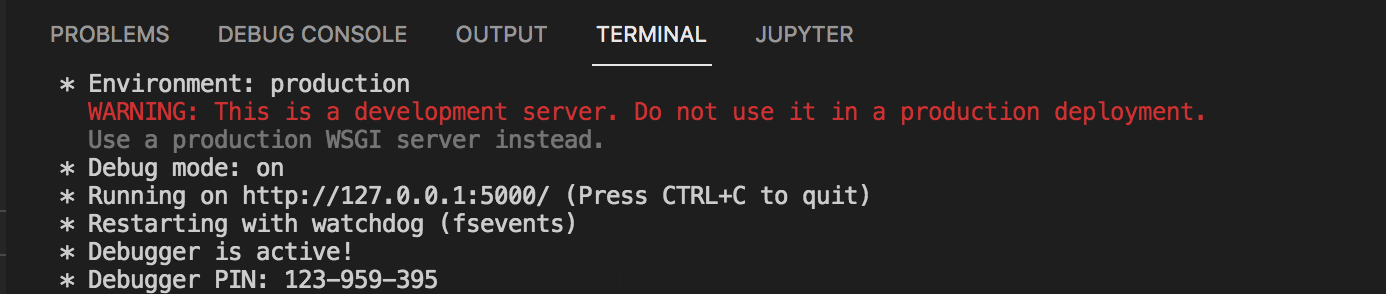 PROBLEMS DEBUG CONSOLE OUTPUT TERMINAL JUPYTER
* Environment: production
WARNING: This is a development server. Do not use it in a production deployment.
Use a production WSGI server instead.
* Debug mode: on
* Running on http://127.0.0.1:5000/ (Press CTRL+C to quit)
* Restarting with watchdog (fsevents)
* Debugger is active!
* Debugger PIN: 123-959-395